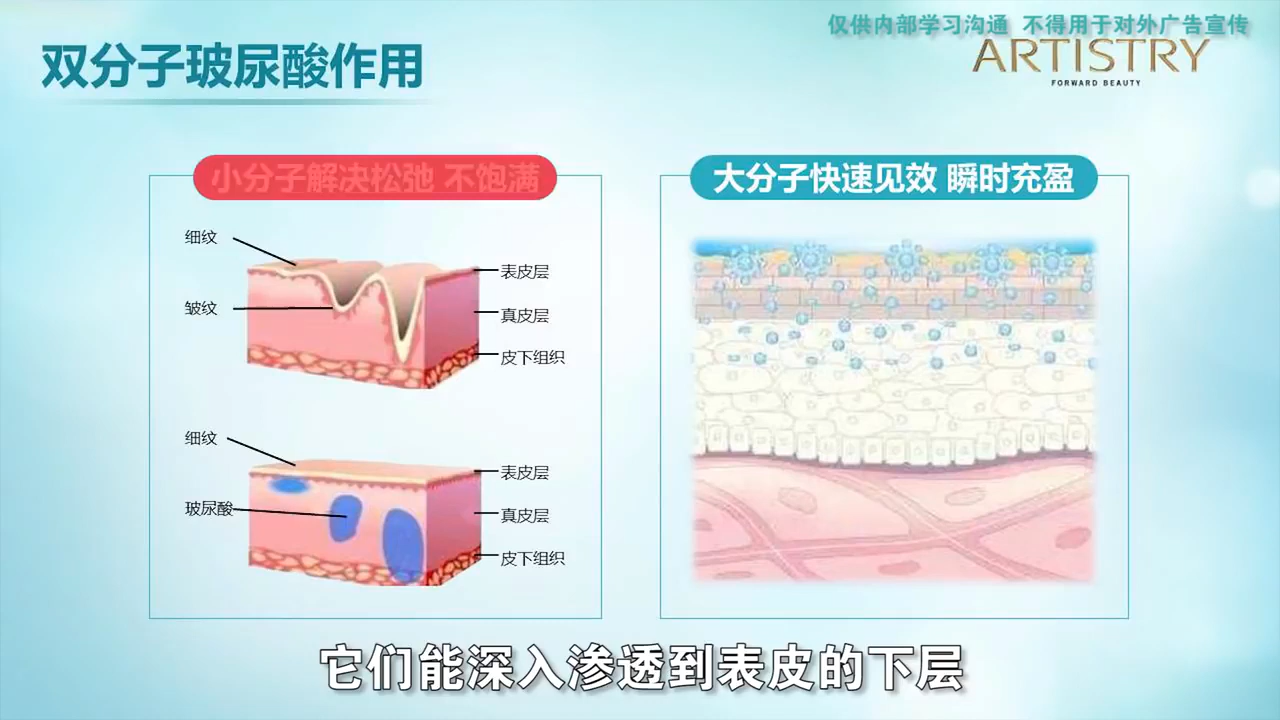 仅供内部学习沟通 不得用于对外广告宣传
双分子玻尿酸作用
ARTISTRY
FORWARD BEAUTY
小分子解决松弛 不饱满
细纹
皱纹
表皮层
真皮层
皮下组织
细纹
玻尿酸
表皮层
真皮层
皮下组织
大分子快速见效 瞬时充盈
它们能深入渗透到表皮的下层